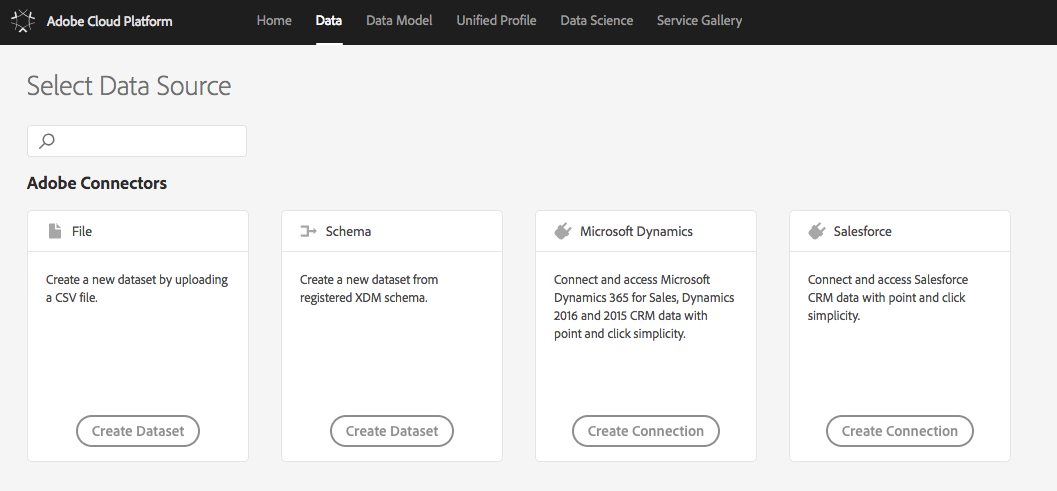 Adobe Cloud Platform Home Data Data Model Unified Profile Data Science Service Gallery
Select Data Source
Adobe Connectors
File
Create a new dataset by uploading
a CSV file.
Create Dataset
Schema
Create a new dataset from
registered XDM schema.
Create Dataset
Microsoft Dynamics
Connect and access Microsoft
Dynamics 365 for Sales, Dynamics
2016 and 2015 CRM data with
point and click simplicity.
Create Connection
Salesforce
Connect and access Salesforce
CRM data with point and click
simplicity.
Create Connection